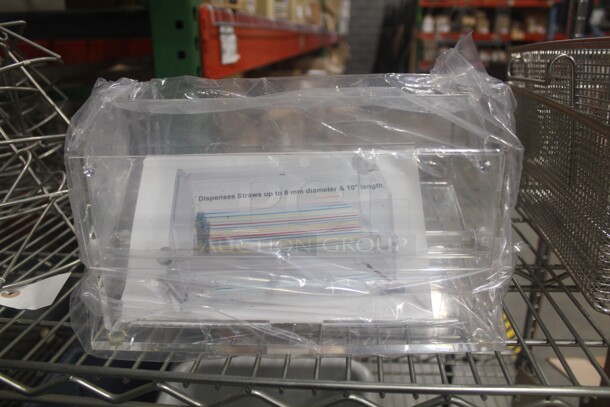 Dispenses Straws up to 8 mm diameter & 10" length.
AUCTION GROUP